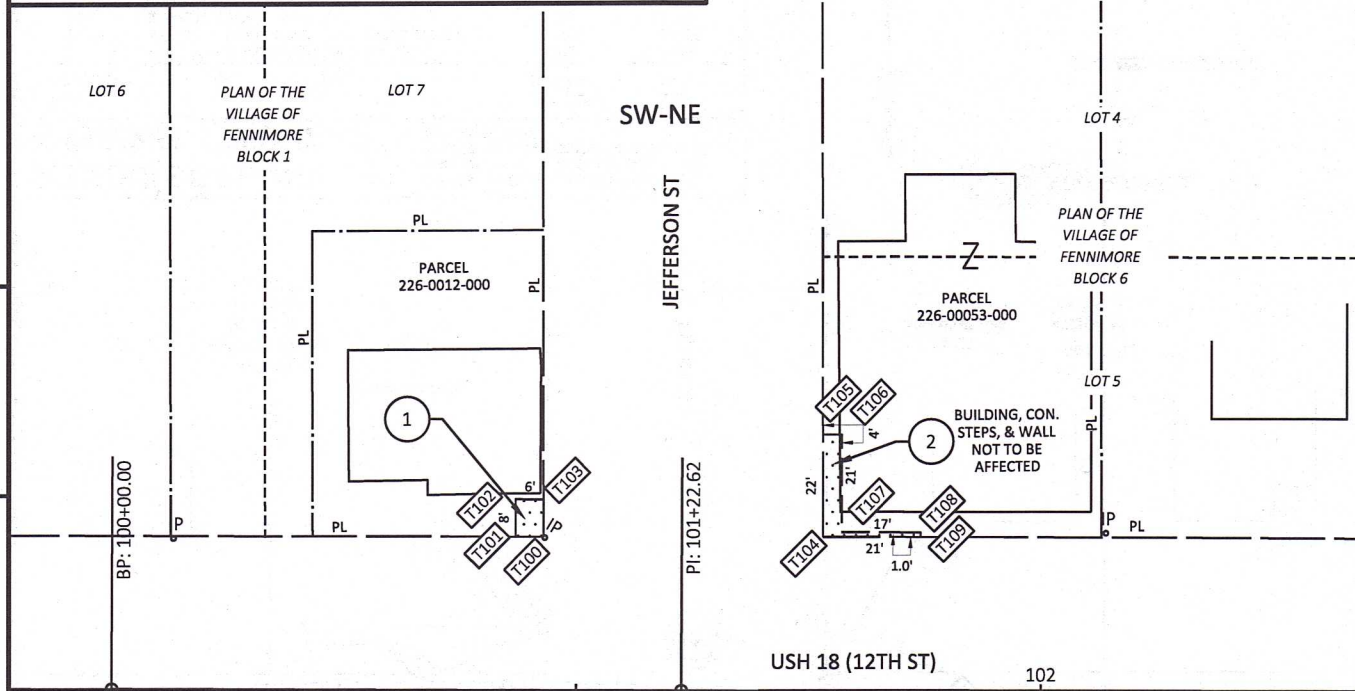 LOT 6
PLAN OF THE
VILLAGE OF
FENNIMORE
BLOCK 1
LOT 7
SW-NE
JEFFERSON ST
LOT 4
PLAN OF THE
VILLAGE OF
FENNIMORE
BLOCK 6
PL
PARCEL
226-0012-000
PL
PL
PL
Z
PARCEL
226-00053-000
LOT 5
PL
1
T105
T106
4'
2
BUILDING, CON.
STEPS, & WALL
NOT TO BE
AFFECTED
22'
21'
T102
6'
T103
8'
T101
T100
IP
T107
T108
17'
T109
T104
21'
1.0'
IP
PL
PL
IP
BP: 100+00.00
PI: 101+22.62
USH 18 (12TH ST)
102